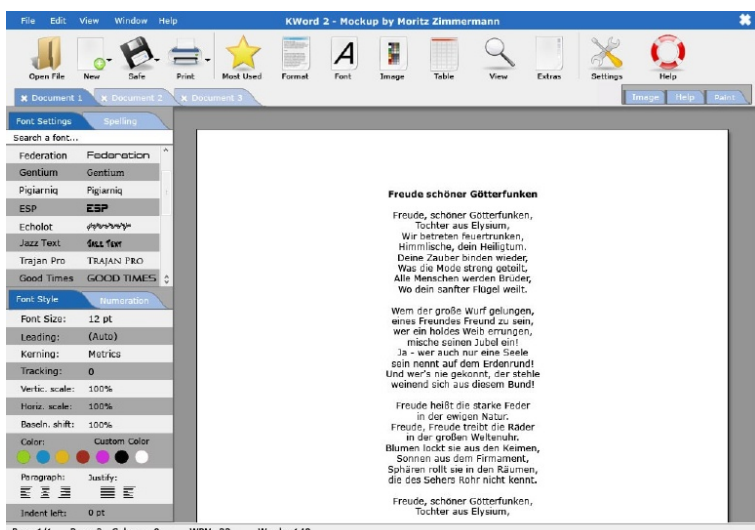 File Edit View Window Help KWord 2 - Mockup by Moritz Zimmermann
Open File New Safe Print Most Used Format Font Image Table View Extras Settings Help
Document 1 Document 2 Document 3 Image Help Paint
Font Settings Spelling
Search a font...
Federation Federation
Gentium Gentium
Pigiarniq Pigiarniq
ESP ESP
Echolot
Jazz Text Jazz Text
Trajan Pro Trajan Pro
Good Times GOOD TIMES
Font Style Numeration
Font Size: 12 pt
Leading: (Auto)
Kerning: Metrics
Tracking: 0
Vertic. scale: 100%
Horiz. scale: 100%
Baseln. shift: 100%
Color: Custom Color
Paragraph: Justify:
Indent left: 0 pt
Freude schöner Götterfunken
Freude, schöner Götterfunken,
Tochter aus Elysium,
Wir betreten feuertrunken,
Himmlische, dein Heiligtum.
Deine Zauber binden wieder,
Was die Mode streng geteilt,
Alle Menschen werden Brüder,
Wo dein sanfter Flügel weilt.
Wem der große Wurf gelungen,
eines Freundes Freund zu sein,
wer ein holdes Weib errungen,
mische seinen Jubel ein!
Ja - wer auch nur eine Seele
sein nennt auf dem Erdenrund!
Und wer's nie gekonnt, der stehle
weinend sich aus diesem Bund!
Freude heißt die starke Feder
in der ewigen Natur.
Freude, Freude treibt die Räder
in der großen Weltenuhr.
Blumen lockt sie aus den Keimen,
Sonnen aus dem Firmament,
Sphären rollt sie in den Räumen,
die des Sehers Rohr nicht kennt.
Freude, schöner Götterfunken,
Tochter aus Elysium,